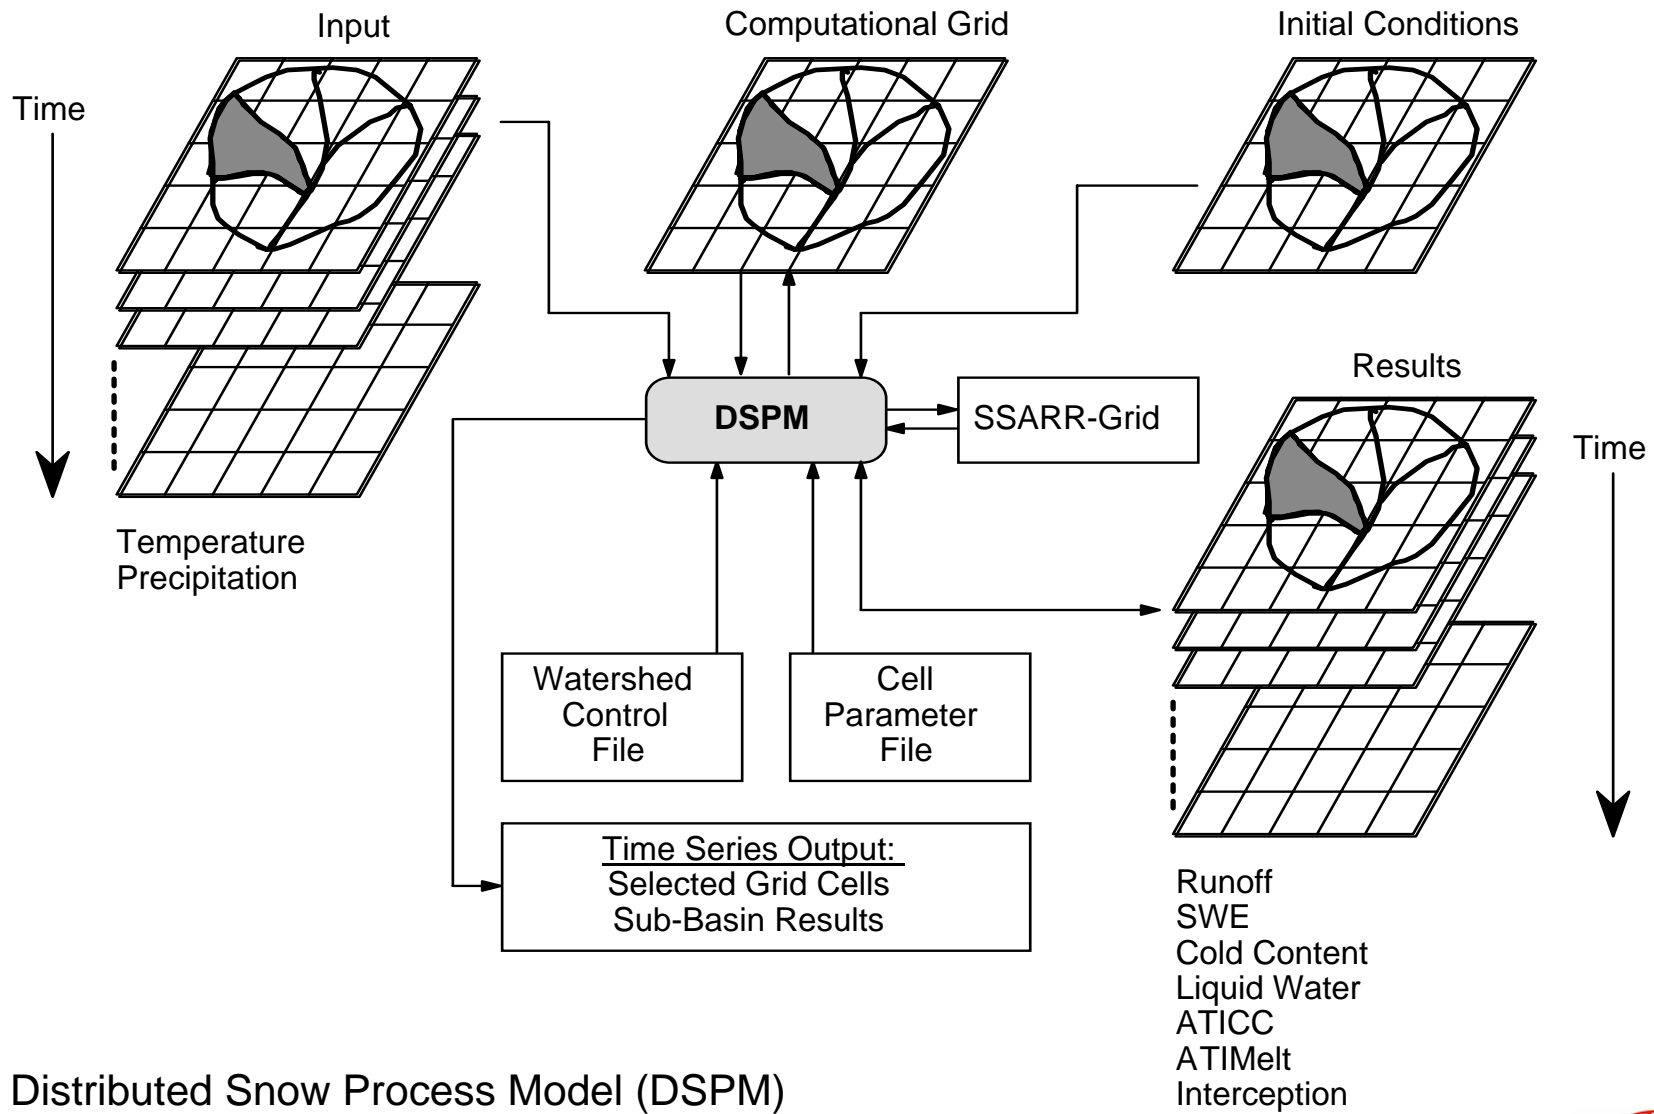 Input
Computational Grid
Initial Conditions
Time
Temperature
Precipitation
DSPM
SSARR-Grid
Results
Time
Watershed
Control
File
Cell
Parameter
File
Time Series Output:
Selected Grid Cells
Sub-Basin Results
Runoff
SWE
Cold Content
Liquid Water
ATICC
ATIMelt
Interception
Distributed Snow Process Model (DSPM)